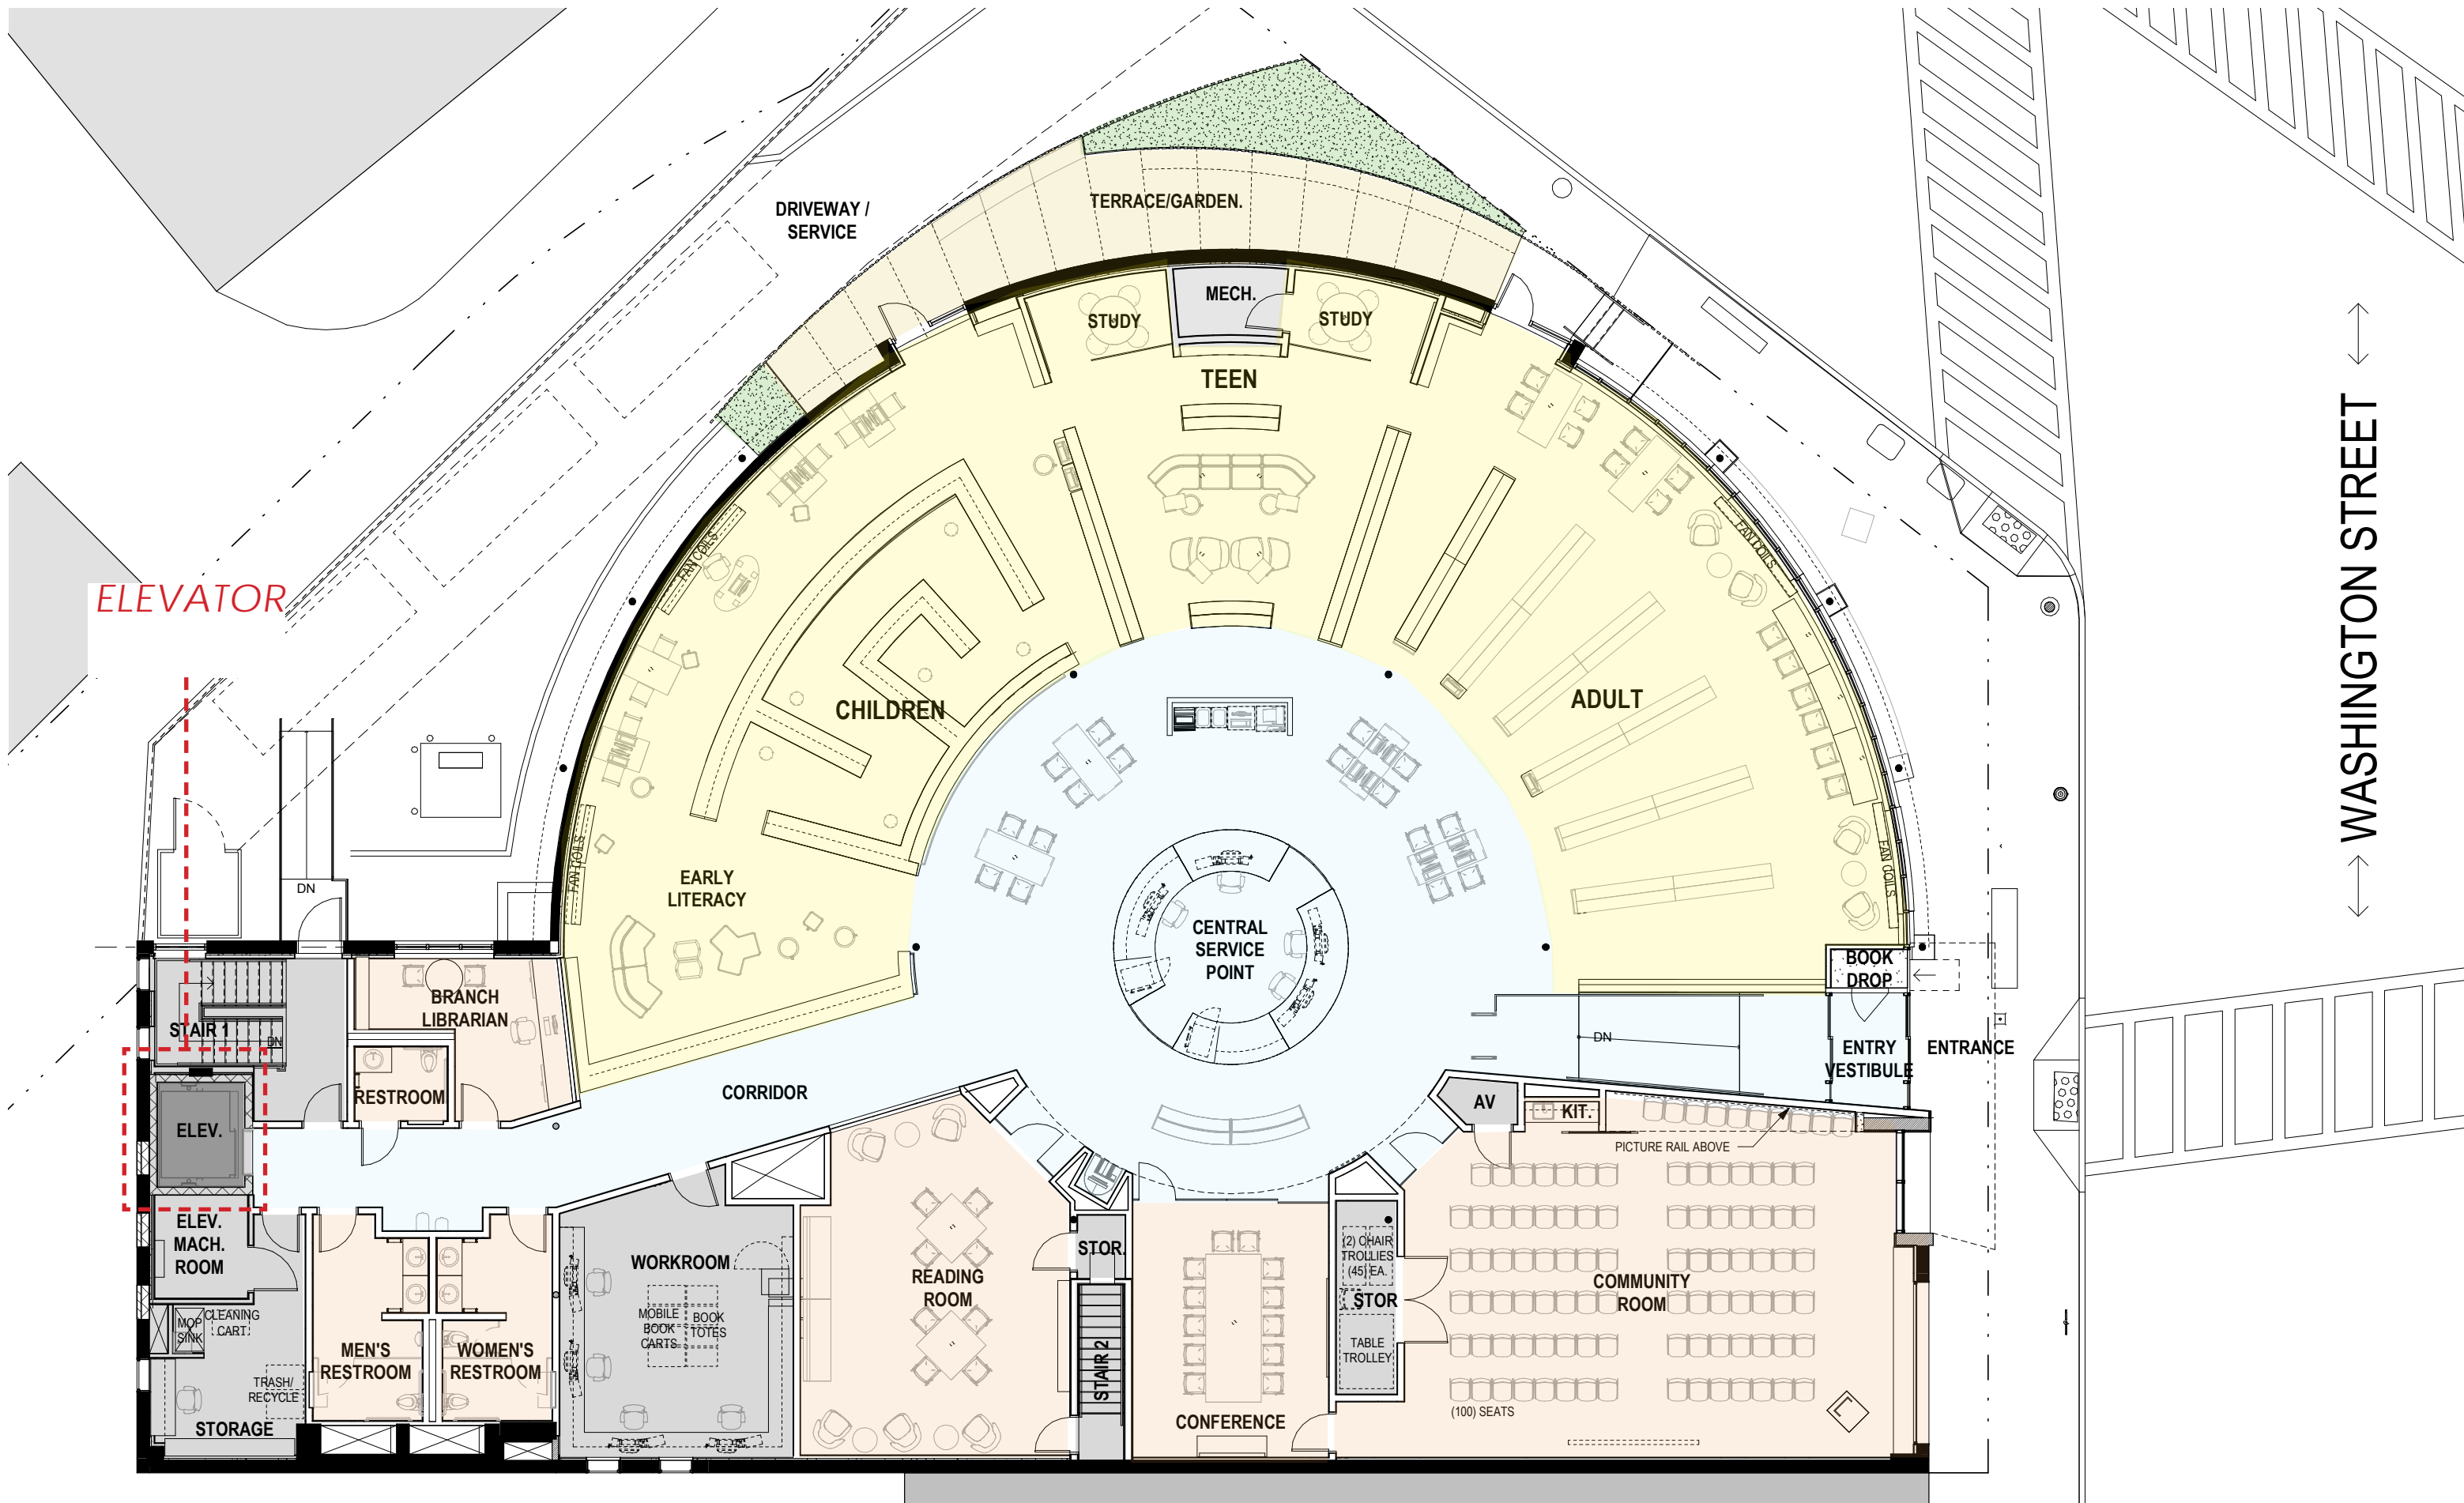 DRIVEWAY /
SERVICE
TERRACE/GARDEN.
MECH.
STUDY
STUDY
TEEN
WASHINGTON STREET
FAN COILS
FAN COILS
ELEVATOR
CHILDREN
ADULT
FAN COILS
FAN COILS
EARLY
LITERACY
DN
CENTRAL
SERVICE
POINT
BOOK
DROP
BRANCH
LIBRARIAN
STAIR 1
DN
DN
ENTRY
VESTIBULE
ENTRANCE
RESTROOM
CORRIDOR
AV
KIT.
ELEV.
PICTURE RAIL ABOVE
ELEV.
MACH.
ROOM
WORKROOM
STOR.
(2) CHAIR
TROLLIES
(45) EA.
READING
ROOM
COMMUNITY
ROOM
STOR
MOP
SINK
CLEANING
CART
MOBILE
BOOK
CARTS
BOOK
TOTES
TABLE
TROLLEY
MEN'S
RESTROOM
WOMEN'S
RESTROOM
STAIR 2
TRASH/
RECYCLE
(100) SEATS
STORAGE
CONFERENCE